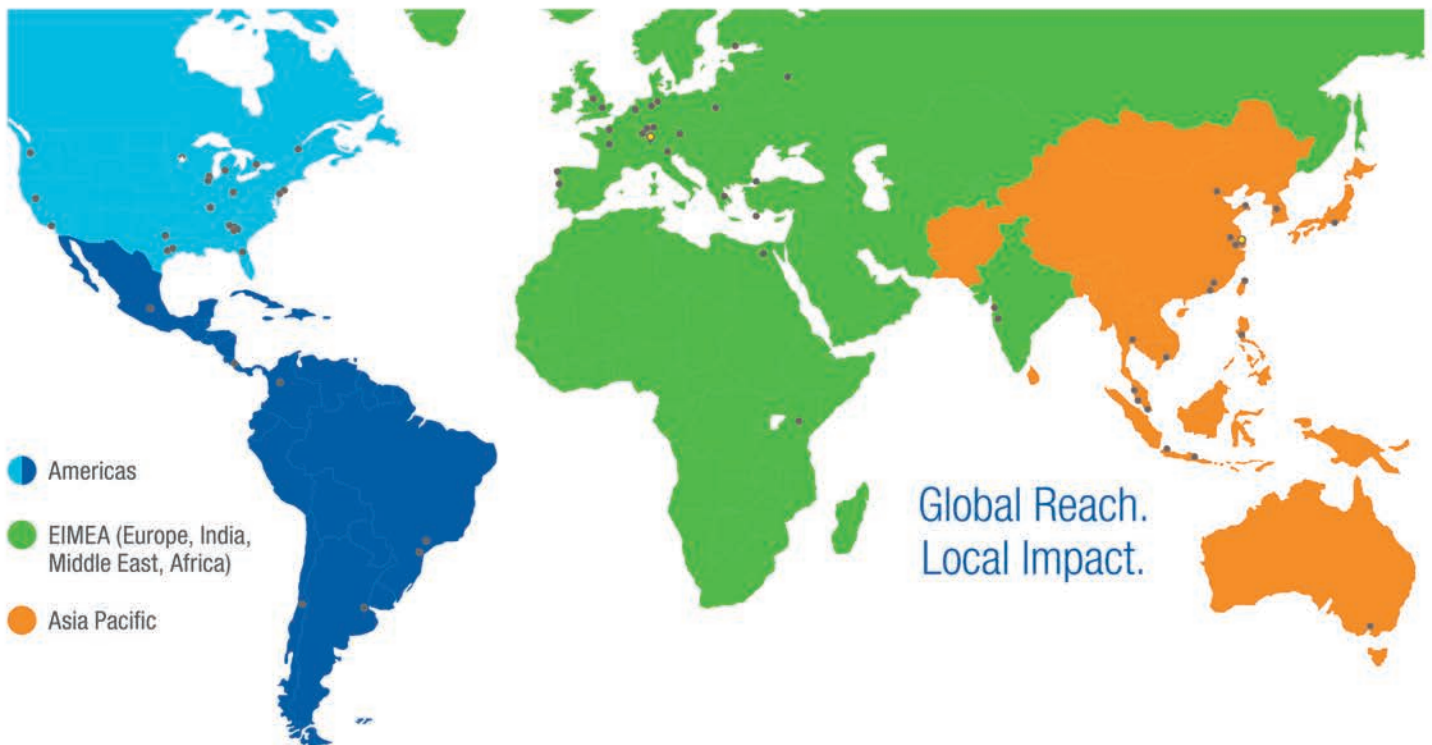 Americas
EIMEA (Europe, India,
Middle East, Africa)
Asia Pacific
Global Reach.
Local Impact.